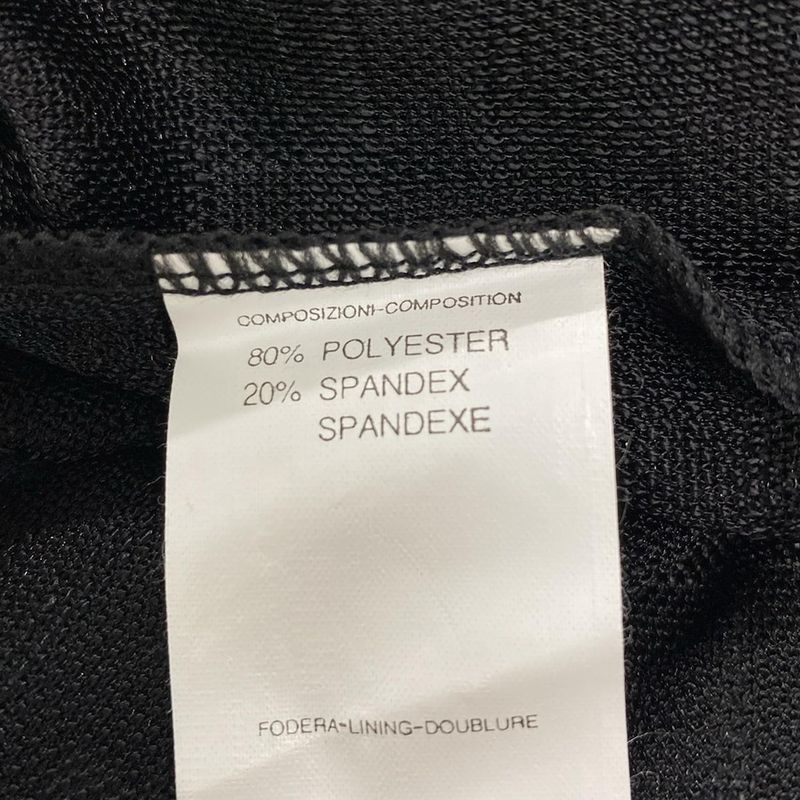 COMPOSIZIONI-COMPOSITION
80% POLYESTER
20% SPANDEX
SPANDEXE
FODERA-LINING-DOUBLURE